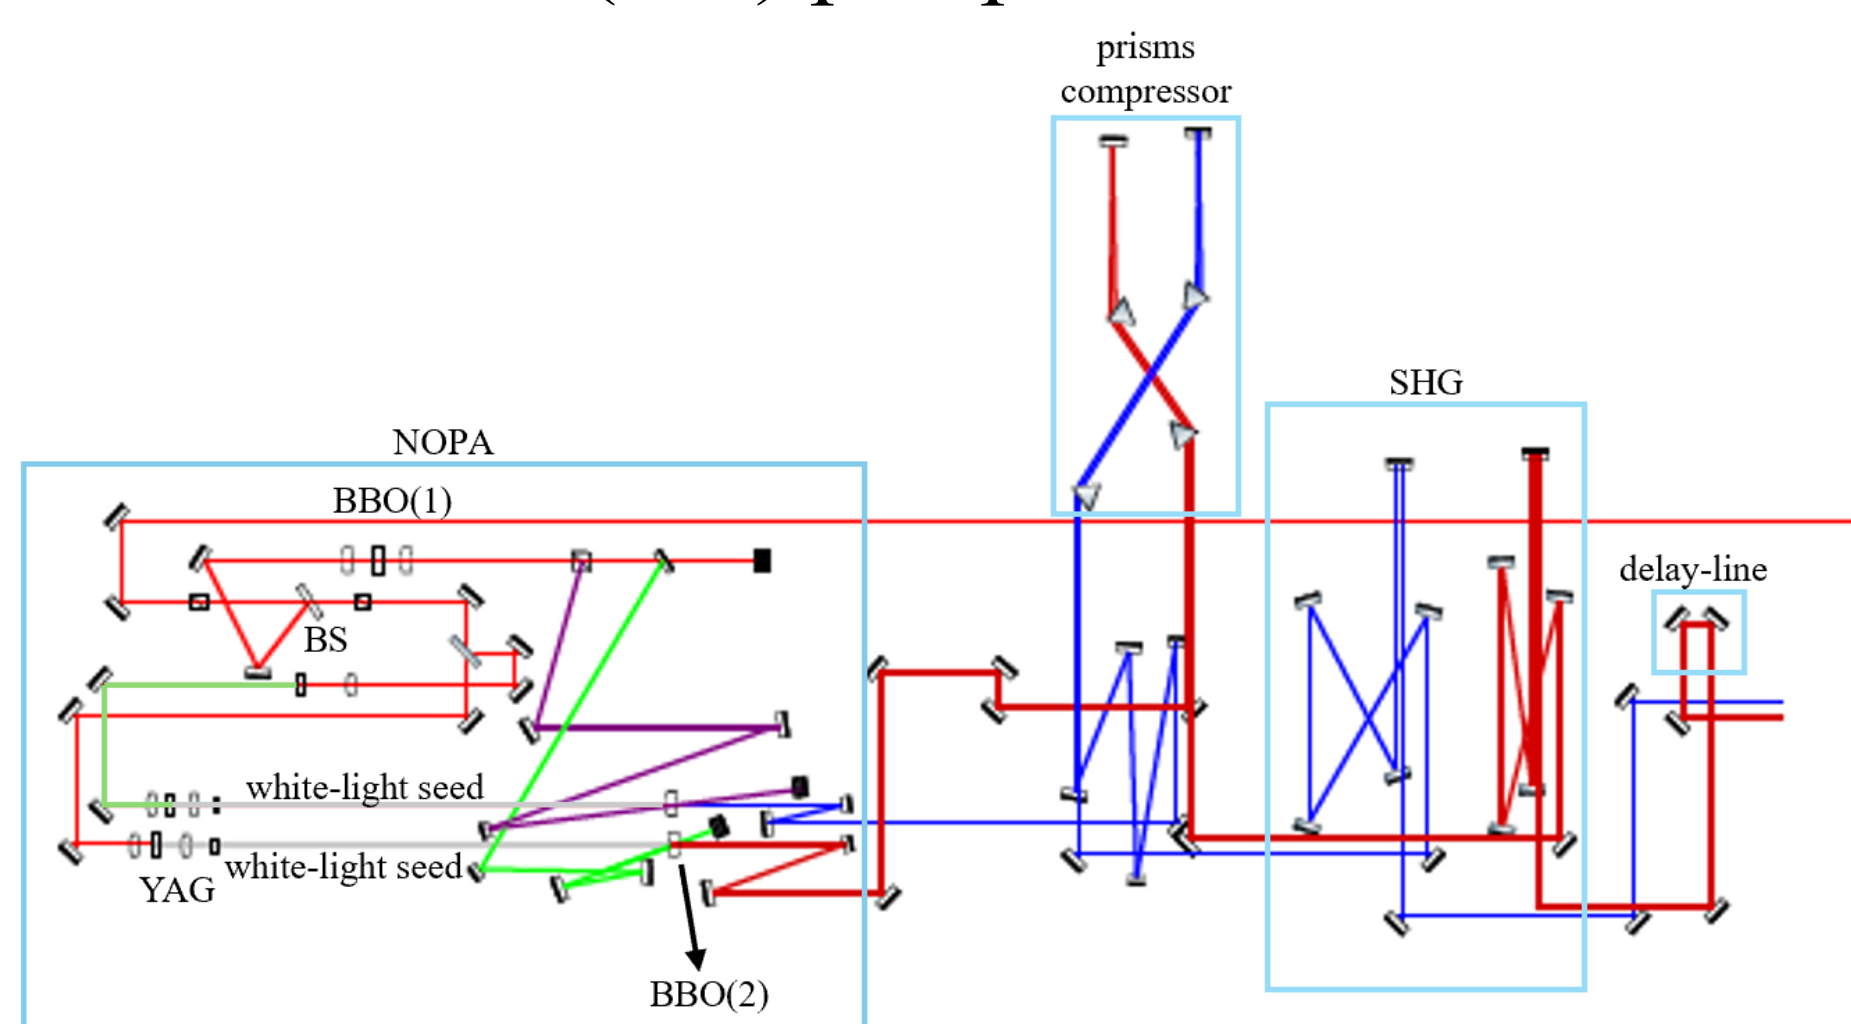 prisms
compressor
SHG
NOPA
delay-line
BBO(1)
BS
white-light seed
white-light seed
YAG
BBO(2)